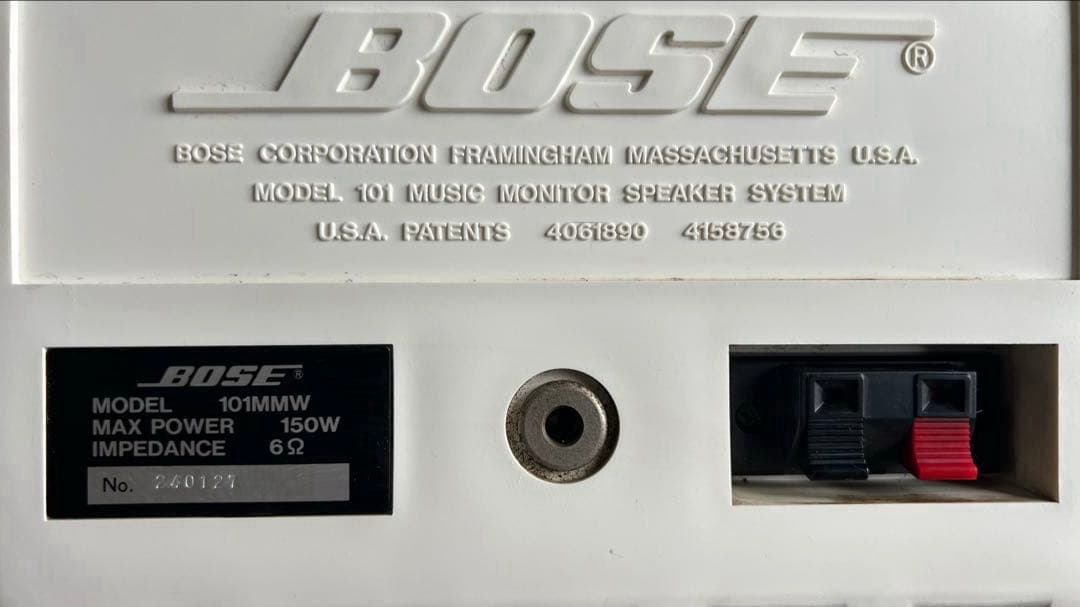 BOSE®
BOSE CORPORATION FRAMINGHAM MASSACHUSETTS U.S.A.
MODEL 101 MUSIC MONITOR SPEAKER SYSTEM
U.S.A. PATENTS 4061890 4158756
BOSE®
MODEL 101MMW
MAX POWER 150W
IMPEDANCE 6Ω
No. 240127